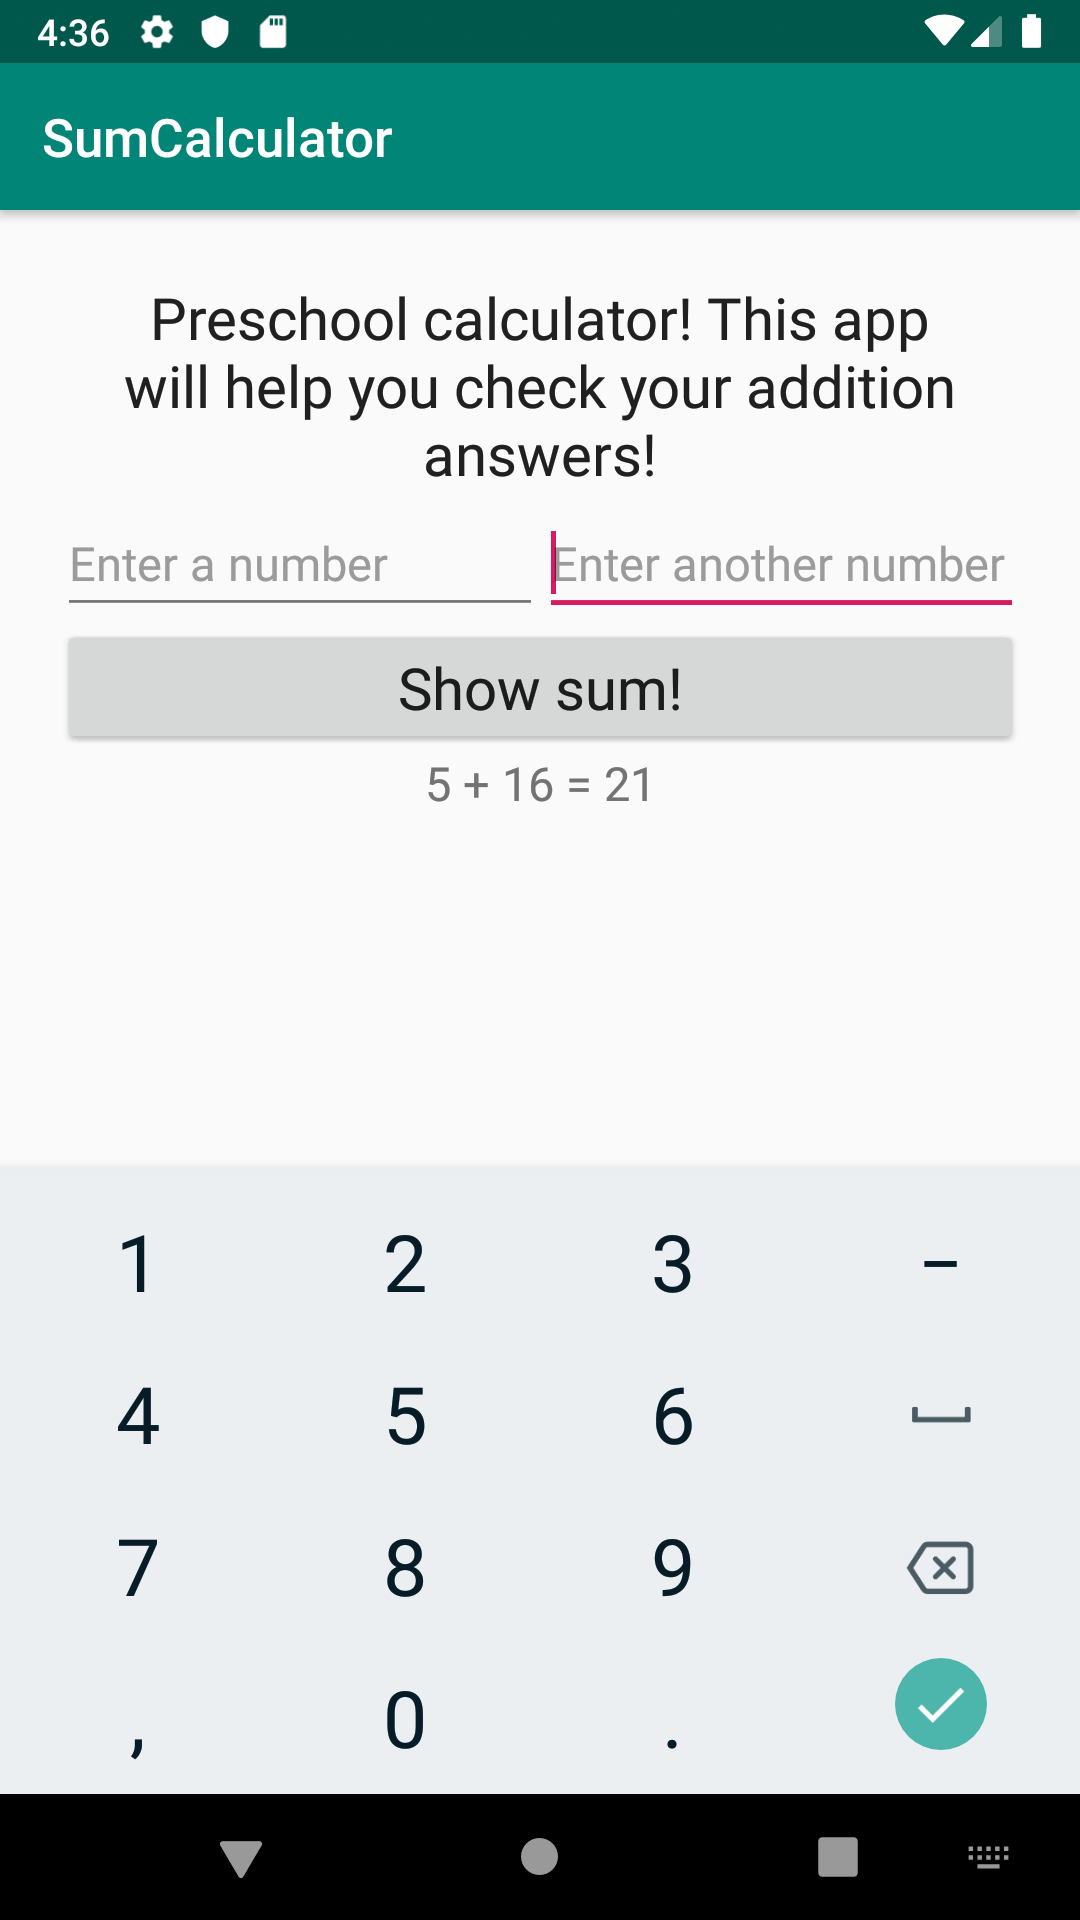 4:36
SumCalculator
Preschool calculator! This app
will help you check your addition
answers!
Enter a number Enter another number
Show sum!
5 + 16 = 21
1 2 3 –
4 5 6
7 8 9
, 0 .